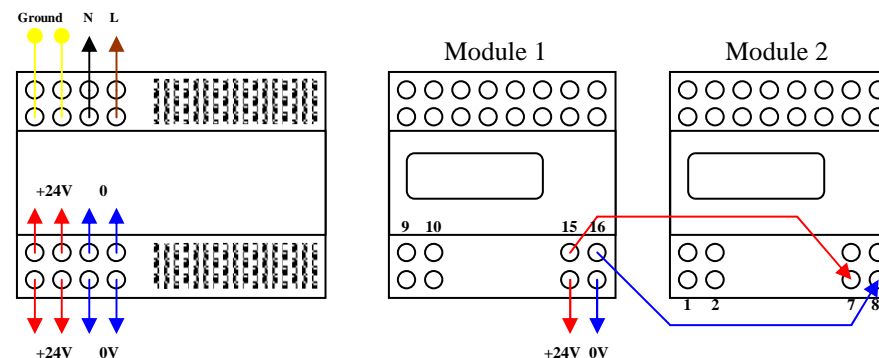 Ground N L
Module 1
Module 2
+24V 0
9 10 15 16
1 2 7 8
+24V 0V
+24V 0V